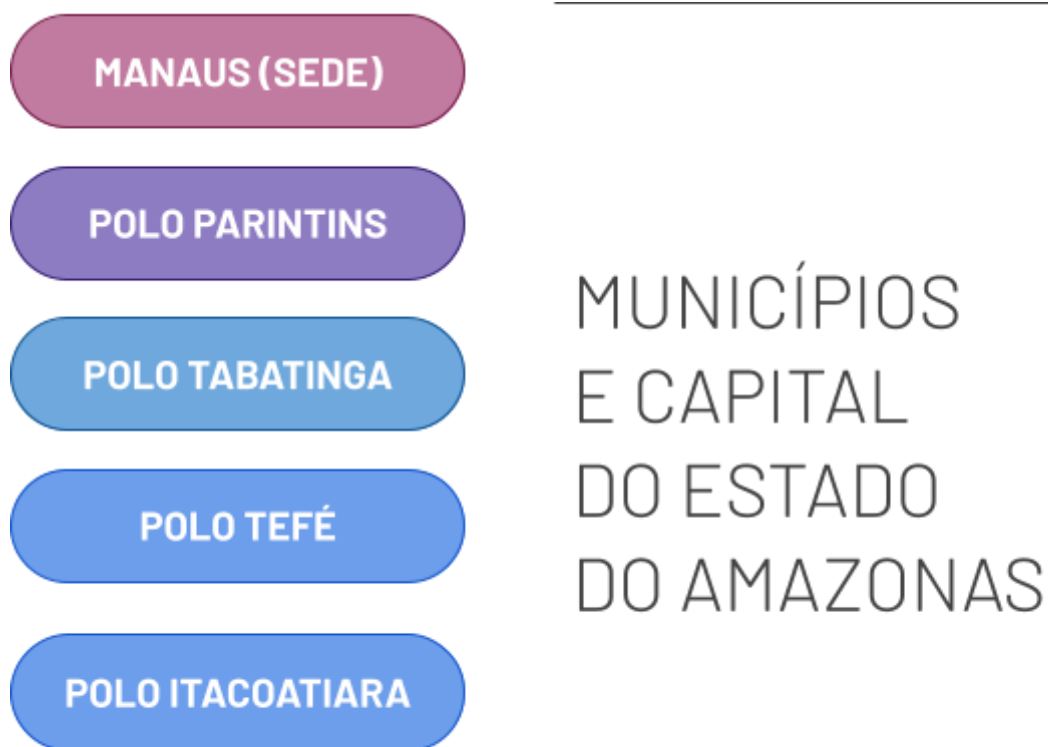 MANAUS (SEDE)
POLO PARINTINS
POLO TABATINGA
POLO TEFÉ
POLO ITACOATIARA
MUNICÍPIOS
E CAPITAL
DO ESTADO
DO AMAZONAS